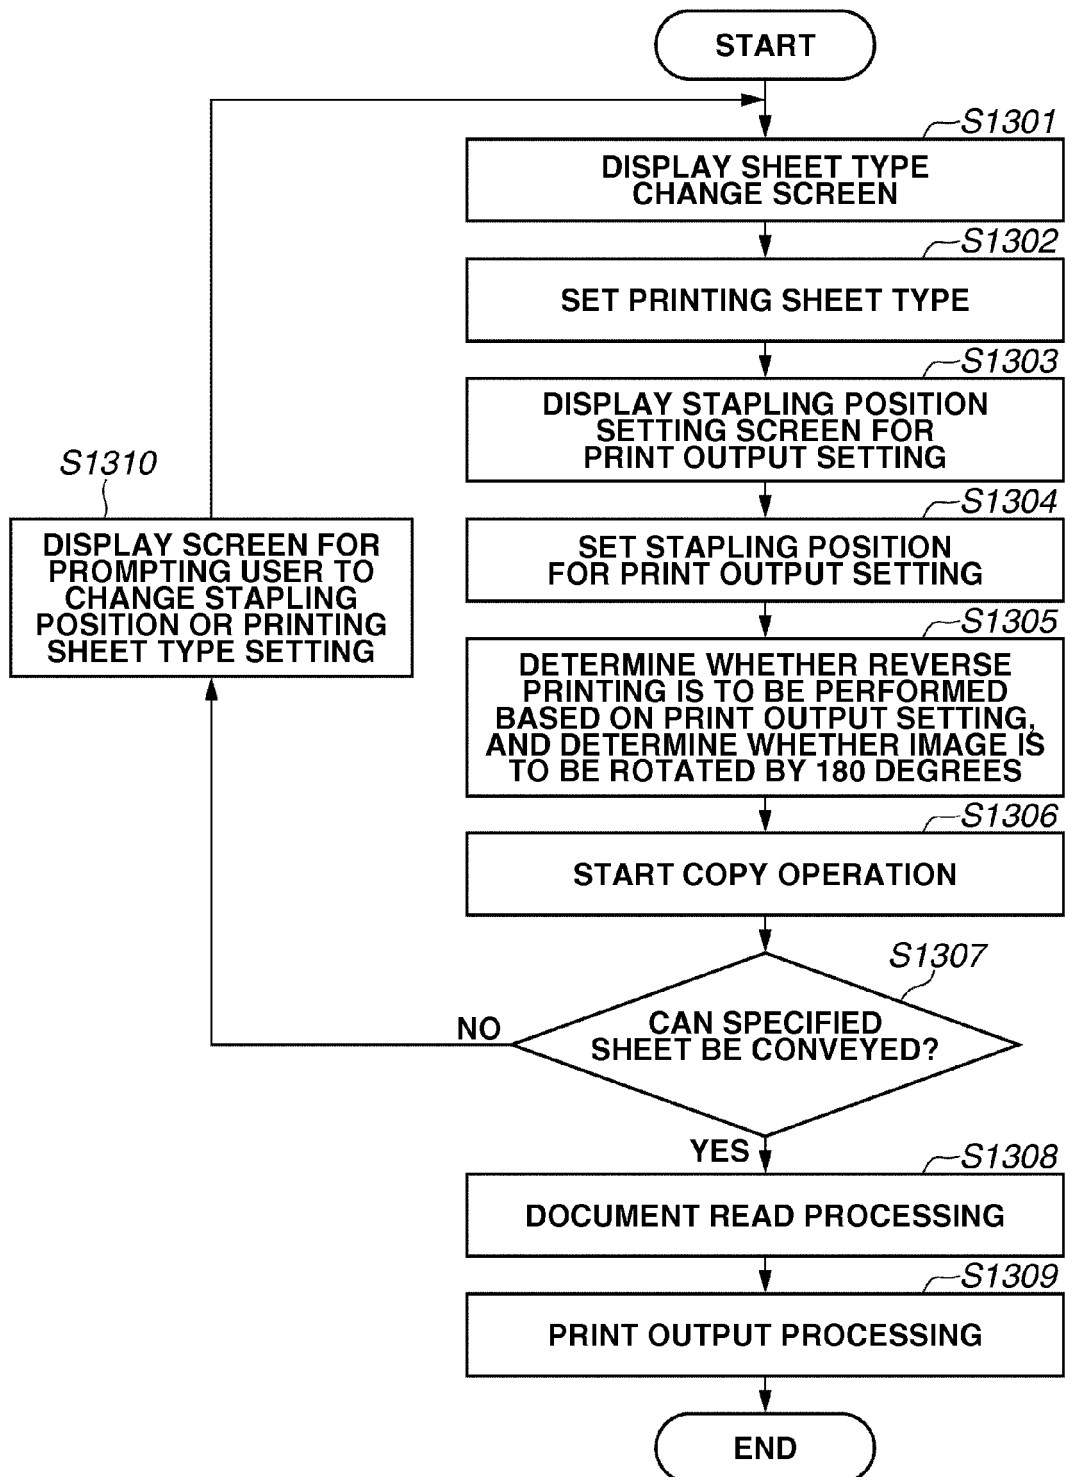 START
S1301
DISPLAY SHEET TYPE
CHANGE SCREEN
S1302
SET PRINTING SHEET TYPE
S1303
DISPLAY STAPLING POSITION
SETTING SCREEN FOR
PRINT OUTPUT SETTING
S1304
SET STAPLING POSITION
FOR PRINT OUTPUT SETTING
S1305
DETERMINE WHETHER REVERSE
PRINTING IS TO BE PERFORMED
BASED ON PRINT OUTPUT SETTING,
AND DETERMINE WHETHER IMAGE IS
TO BE ROTATED BY 180 DEGREES
S1306
START COPY OPERATION
S1307
CAN SPECIFIED
SHEET BE CONVEYED?
NO
S1310
DISPLAY SCREEN FOR
PROMPTING USER TO
CHANGE STAPLING
POSITION OR PRINTING
SHEET TYPE SETTING
YES
S1308
DOCUMENT READ PROCESSING
S1309
PRINT OUTPUT PROCESSING
END